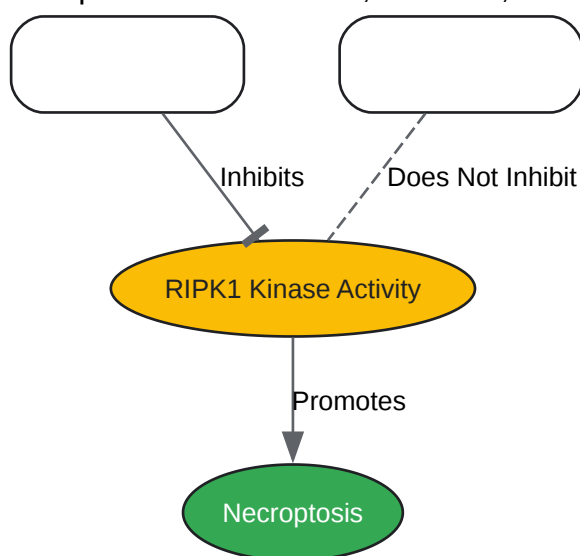 Inhibits
Does Not Inhibit
RIPK1 Kinase Activity
Promotes
Necroptosis